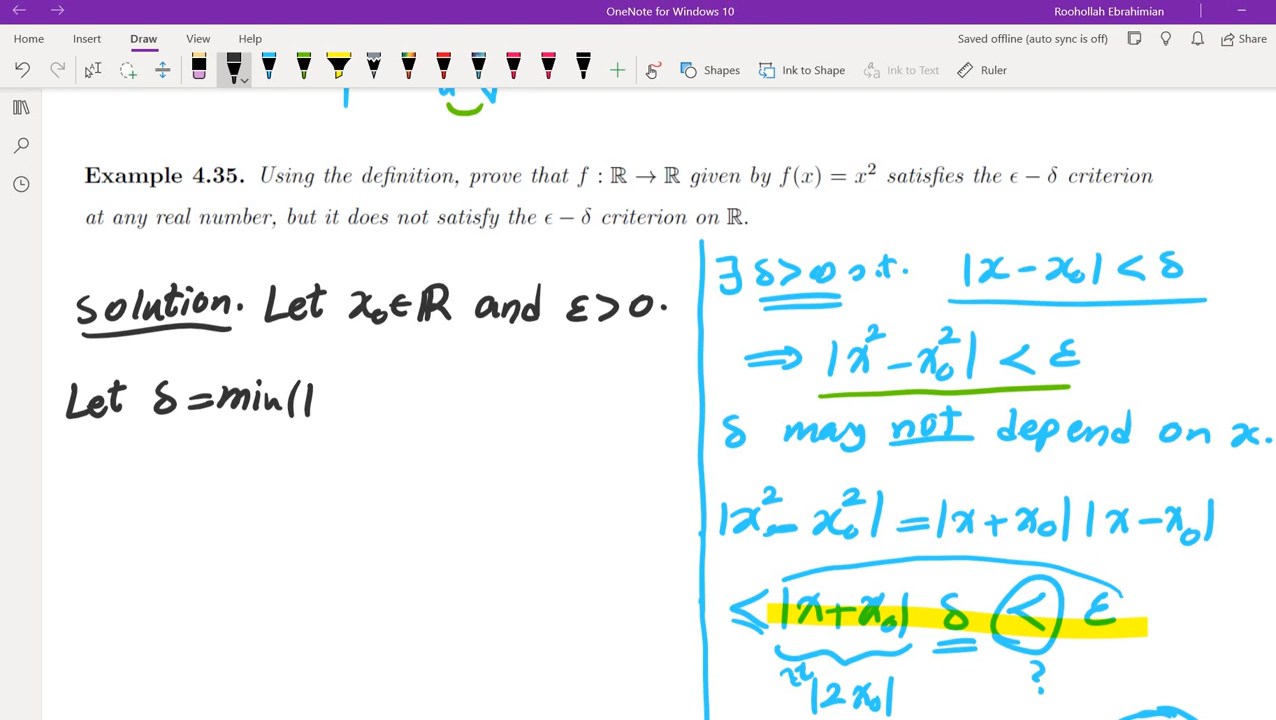 OneNote for Windows 10
Roohollah Ebrahimian
Home Insert Draw View Help
Saved offline (auto sync is off)
Share
Shapes
Ink to Shape
Ink to Text
Ruler
Example 4.35. Using the definition, prove that f : ℝ → ℝ given by f(x) = x² satisfies the ϵ − δ criterion
at any real number, but it does not satisfy the ϵ − δ criterion on ℝ.
Solution. Let x₀ ∈ ℝ and ε > 0.
Let δ = min(1
∃ δ > 0 s.t. |x − x₀| < δ
⟹ |x² − x₀²| < ε
δ may not depend on x.
|x² − x₀²| = |x + x₀| |x − x₀|
≤ |x + x₀| δ < ε
?
≈ |2x₀|